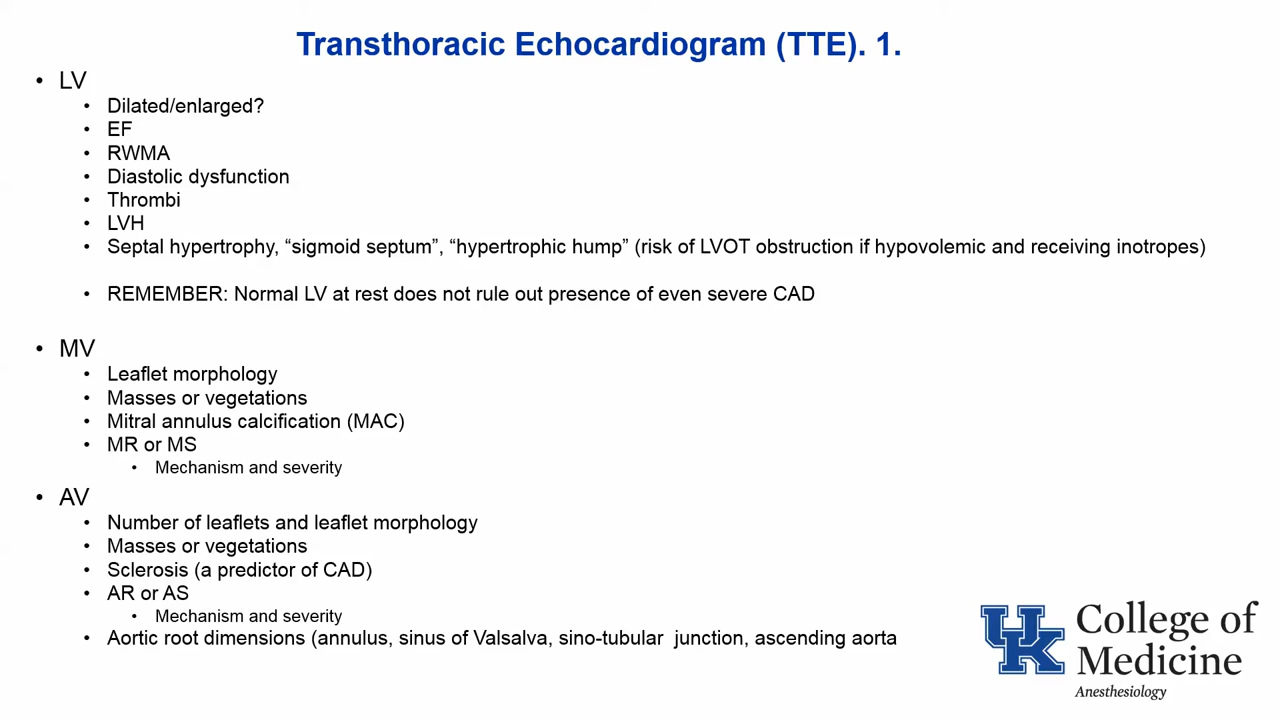 Transthoracic Echocardiogram (TTE). 1.
• LV
• Dilated/enlarged?
• EF
• RWMA
• Diastolic dysfunction
• Thrombi
• LVH
• Septal hypertrophy, “sigmoid septum”, “hypertrophic hump” (risk of LVOT obstruction if hypovolemic and receiving inotropes)
• REMEMBER: Normal LV at rest does not rule out presence of even severe CAD
• MV
• Leaflet morphology
• Masses or vegetations
• Mitral annulus calcification (MAC)
• MR or MS
• Mechanism and severity
• AV
• Number of leaflets and leaflet morphology
• Masses or vegetations
• Sclerosis (a predictor of CAD)
• AR or AS
• Mechanism and severity
• Aortic root dimensions (annulus, sinus of Valsalva, sino-tubular junction, ascending aorta
UK
College of
Medicine
Anesthesiology